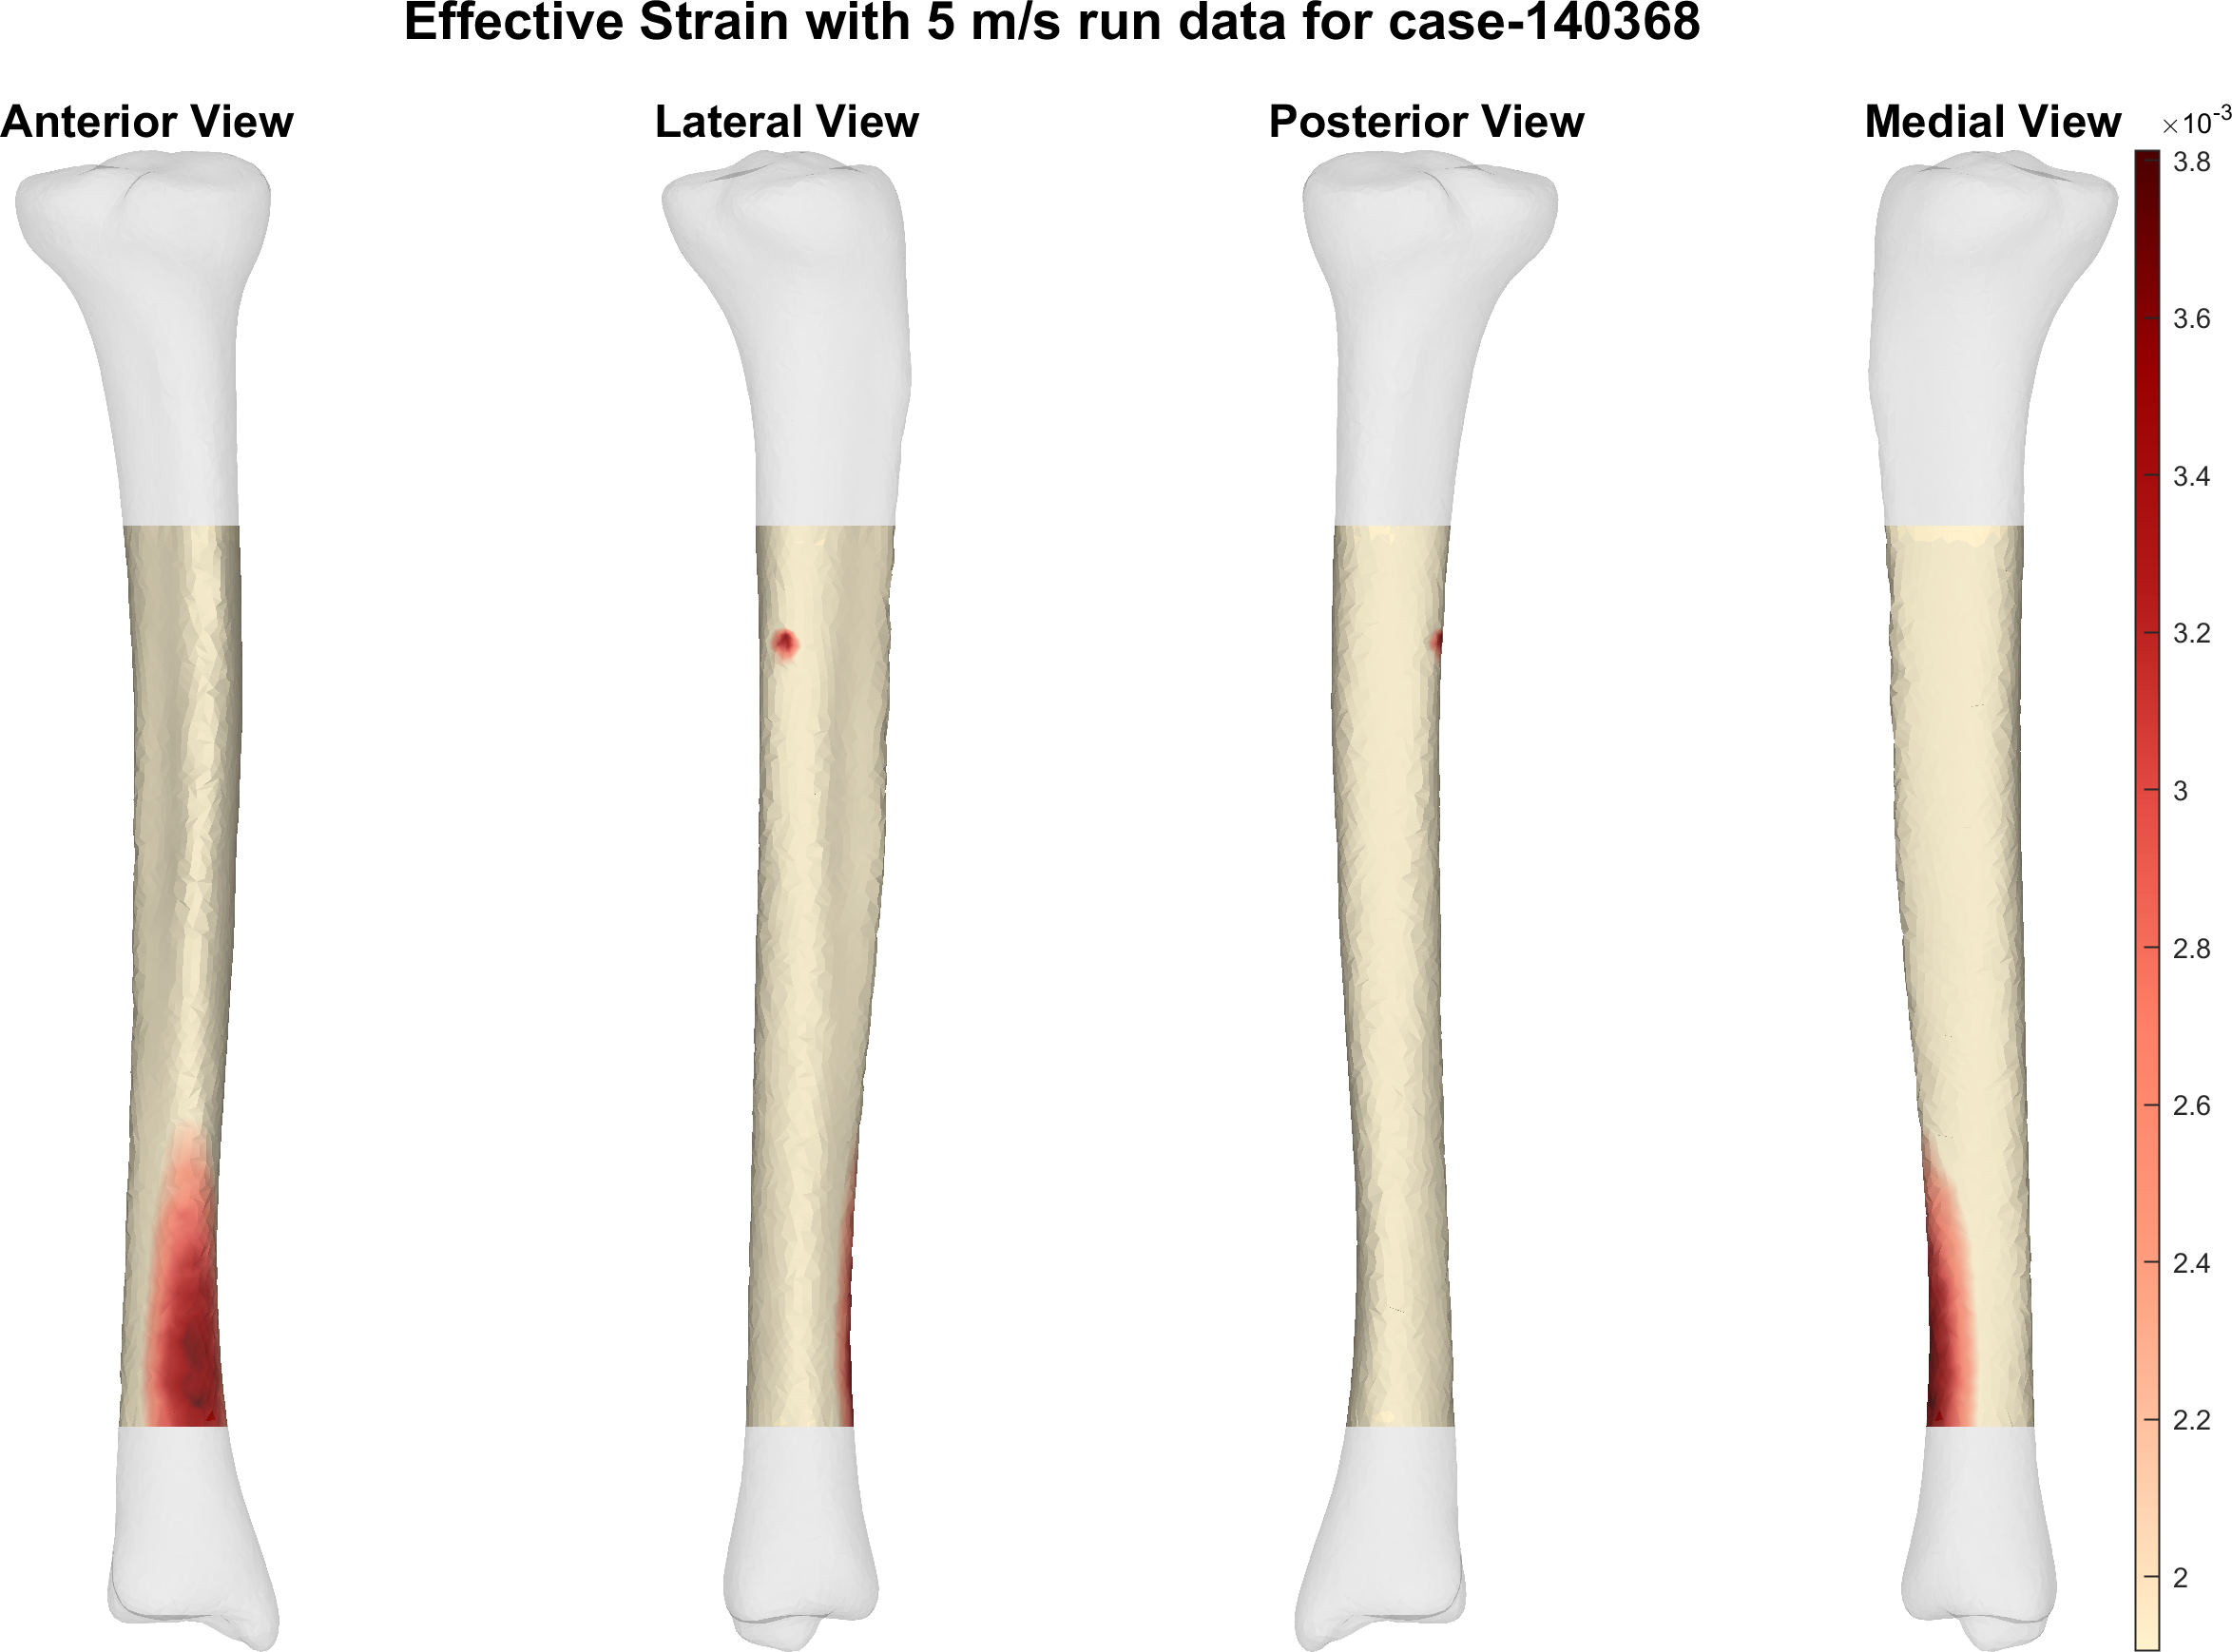 Effective Strain with 5 m/s run data for case-140368
Anterior View
Lateral View
Posterior View
Medial View
×10-3
3.8
3.6
3.4
3.2
3
2.8
2.6
2.4
2.2
2